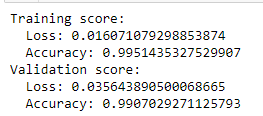 Training score:
Loss: 0.016071079298853874
Accuracy: 0.9951435327529907
Validation score:
Loss: 0.035643890500068665
Accuracy: 0.9907029271125793